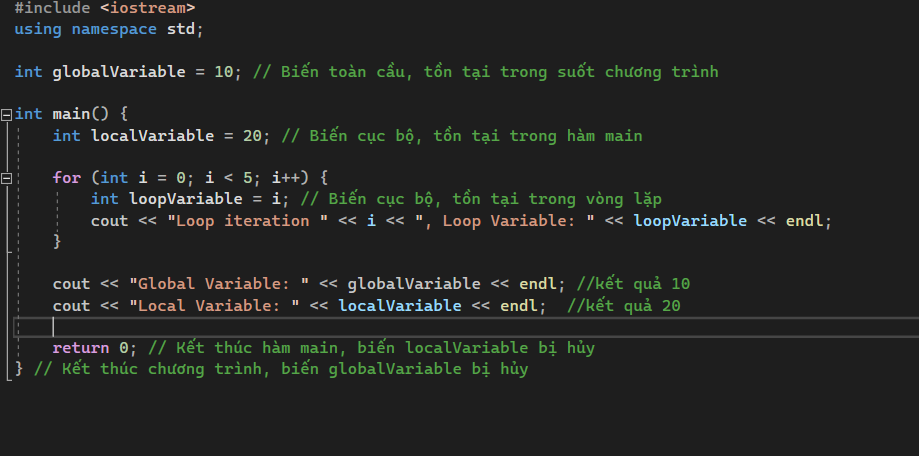 #include <iostream>
using namespace std;
int globalVariable = 10; // Biến toàn cầu, tồn tại trong suốt chương trình
int main() {
int localVariable = 20; // Biến cục bộ, tồn tại trong hàm main
for (int i = 0; i < 5; i++) {
int loopVariable = i; // Biến cục bộ, tồn tại trong vòng lặp
cout << "Loop iteration " << i << ", Loop Variable: " << loopVariable << endl;
}
cout << "Global Variable: " << globalVariable << endl; //kết quả 10
cout << "Local Variable: " << localVariable << endl;  //kết quả 20
return 0; // Kết thúc hàm main, biến localVariable bị hủy
} // Kết thúc chương trình, biến globalVariable bị hủy